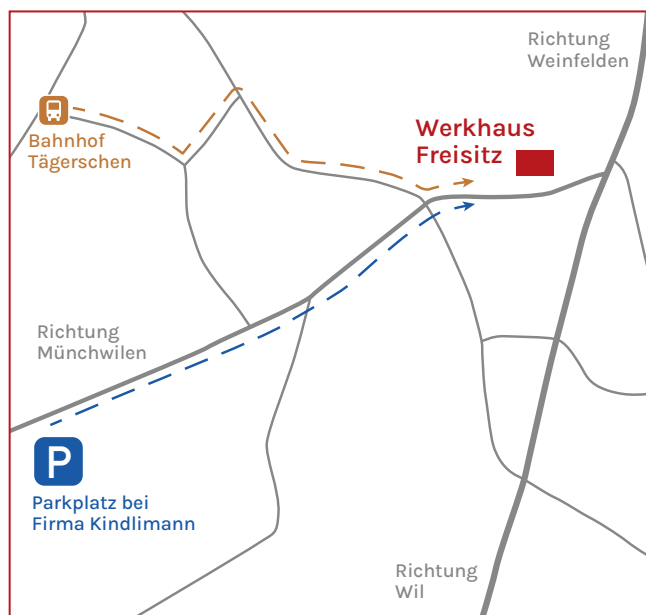 Richtung
Weinfelden
Bahnhof
Tägerschen
Werkhaus
Freisitz
Richtung
Münchwilen
P
Parkplatz bei
Firma Kindlimann
Richtung
Wil